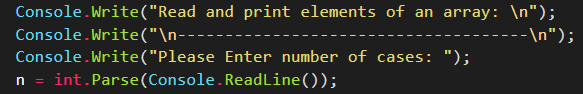 Console.Write("Read and print elements of an array: \n");
Console.Write("\n--------------------------------------\n");
Console.Write("Please Enter number of cases: ");
n = int.Parse(Console.ReadLine());